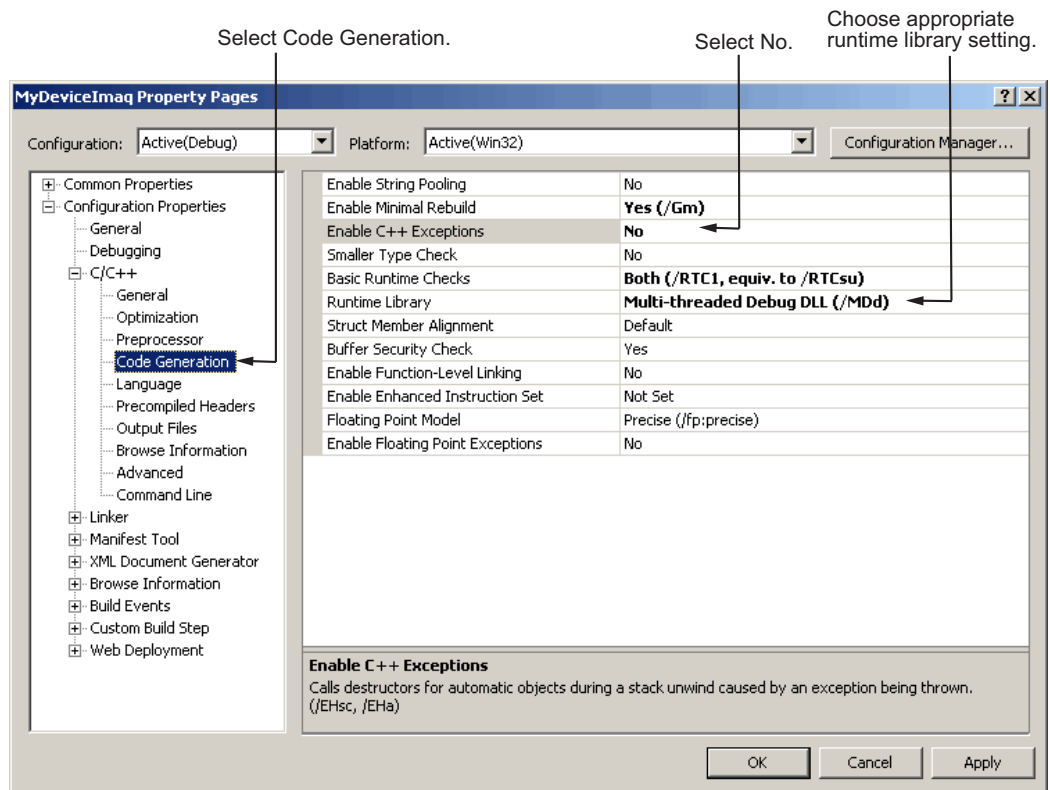 Select Code Generation.
Select No.
Choose appropriate
runtime library setting.
MyDeviceImaq Property Pages
Configuration: Active(Debug) Platform: Active(Win32) Configuration Manager...
Common Properties
Configuration Properties
General
Debugging
C/C++
General
Optimization
Preprocessor
Code Generation
Language
Precompiled Headers
Output Files
Browse Information
Advanced
Command Line
Linker
Manifest Tool
XML Document Generator
Browse Information
Build Events
Custom Build Step
Web Deployment
Enable String Pooling No
Enable Minimal Rebuild Yes (/Gm)
Enable C++ Exceptions No
Smaller Type Check No
Basic Runtime Checks Both (/RTC1, equiv. to /RTCsu)
Runtime Library Multi-threaded Debug DLL (/MDd)
Struct Member Alignment Default
Buffer Security Check Yes
Enable Function-Level Linking No
Enable Enhanced Instruction Set Not Set
Floating Point Model Precise (/fp:precise)
Enable Floating Point Exceptions No
Enable C++ Exceptions
Calls destructors for automatic objects during a stack unwind caused by an exception being thrown.
(/EHsc, /EHa)
OK Cancel Apply